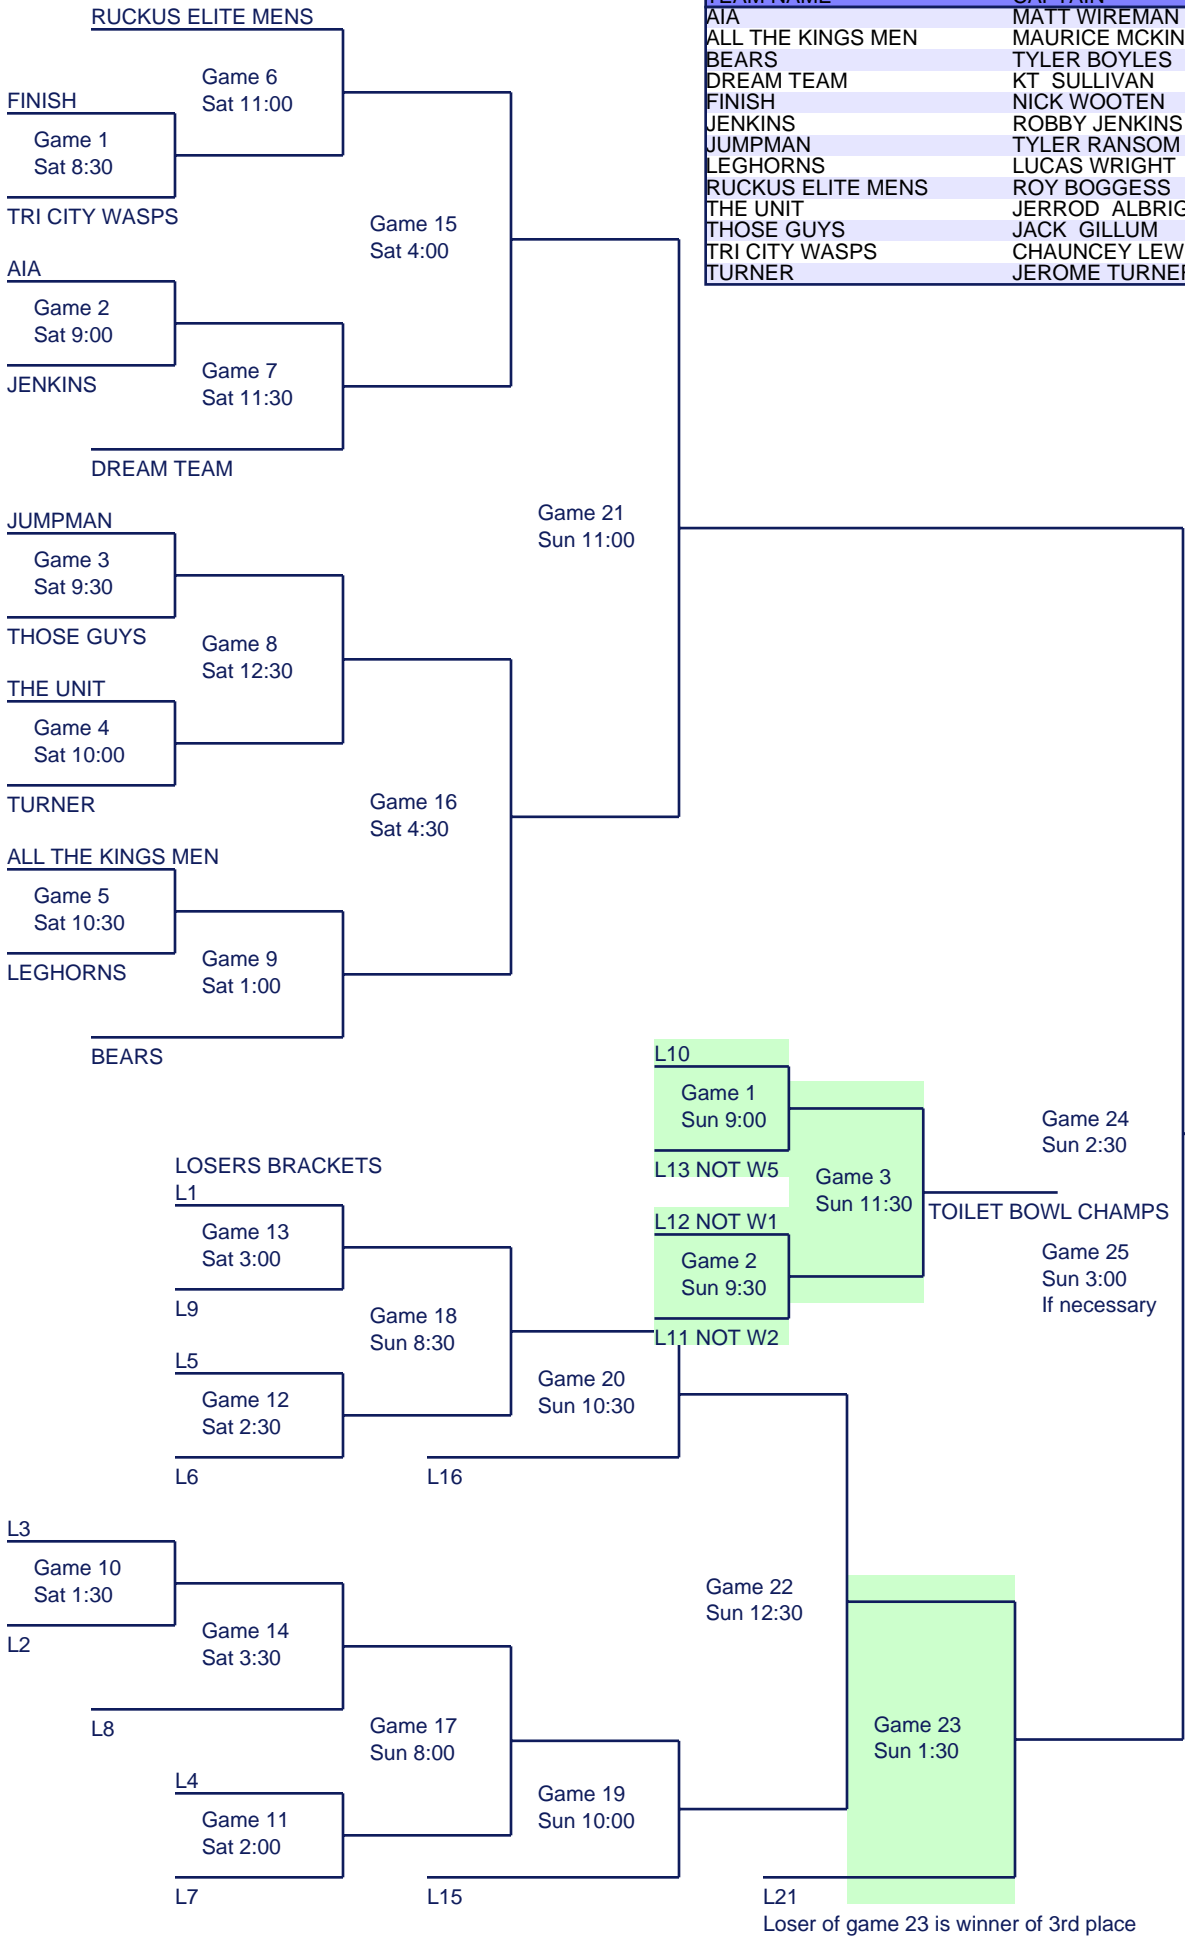 RUCKUS ELITE MENS
Game 6
Sat 11:00
FINISH
Game 1
Sat 8:30
TRI CITY WASPS
Game 15
Sat 4:00
AIA
Game 2
Sat 9:00
JENKINS
Game 7
Sat 11:30
DREAM TEAM
Game 21
Sun 11:00
JUMPMAN
Game 3
Sat 9:30
THOSE GUYS
Game 8
Sat 12:30
THE UNIT
Game 4
Sat 10:00
TURNER
Game 16
Sat 4:30
ALL THE KINGS MEN
Game 5
Sat 10:30
LEGHORNS
Game 9
Sat 1:00
BEARS
TEAM NAME CAPTAIN
AIA MATT WIREMAN
ALL THE KINGS MEN MAURICE MCKIN
BEARS TYLER BOYLES
DREAM TEAM KT SULLIVAN
FINISH NICK WOOTEN
JENKINS ROBBY JENKINS
JUMPMAN TYLER RANSOM
LEGHORNS LUCAS WRIGHT
RUCKUS ELITE MENS ROY BOGGESS
THE UNIT JERROD ALBRIG
THOSE GUYS JACK GILLUM
TRI CITY WASPS CHAUNCEY LEW
TURNER JEROME TURNER
L10
Game 1
Sun 9:00
L13 NOT W5
Game 3
Sun 11:30
L12 NOT W1
Game 2
Sun 9:30
L11 NOT W2
TOILET BOWL CHAMPS
Game 24
Sun 2:30
Game 25
Sun 3:00
If necessary
LOSERS BRACKETS
L1
Game 13
Sat 3:00
L9
Game 18
Sun 8:30
L5
Game 12
Sat 2:30
L6
Game 20
Sun 10:30
L16
L3
Game 10
Sat 1:30
L2
Game 14
Sat 3:30
L8
Game 17
Sun 8:00
L4
Game 11
Sat 2:00
L7
Game 19
Sun 10:00
L15
Game 22
Sun 12:30
Game 23
Sun 1:30
L21
Loser of game 23 is winner of 3rd place